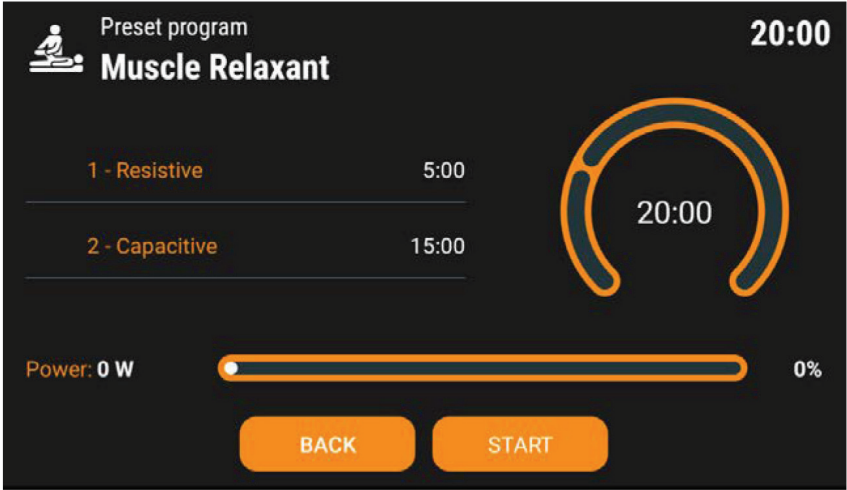 Preset program
Muscle Relaxant
20:00
1 - Resistive 5:00
2 - Capacitive 15:00
20:00
Power: 0 W 0%
BACK START